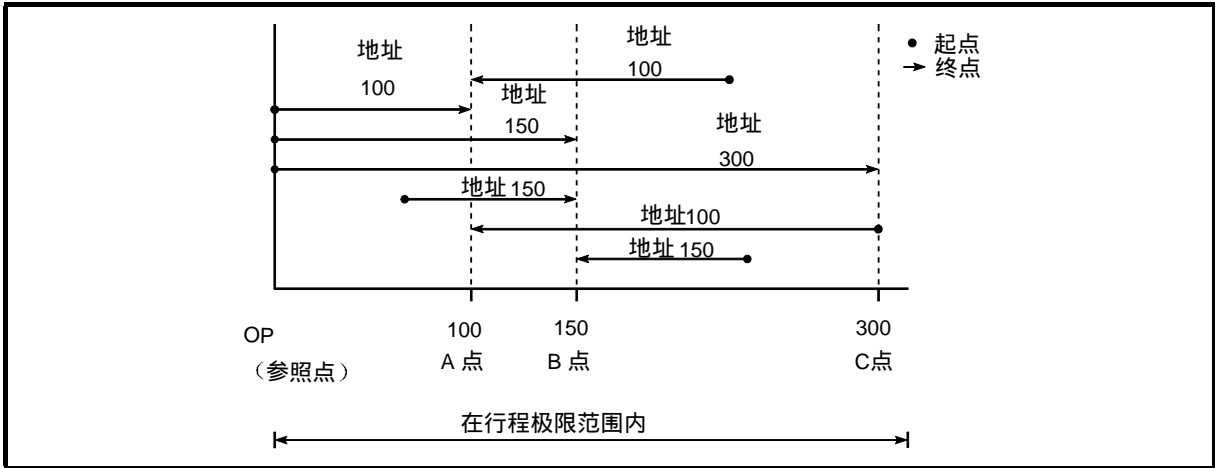 地址
100
地址
100
● 起点
→ 终点
地址
150
地址
300
地址 150
地址100
地址 150
OP
（参照点）
100
A 点
150
B 点
300
C点
在行程极限范围内